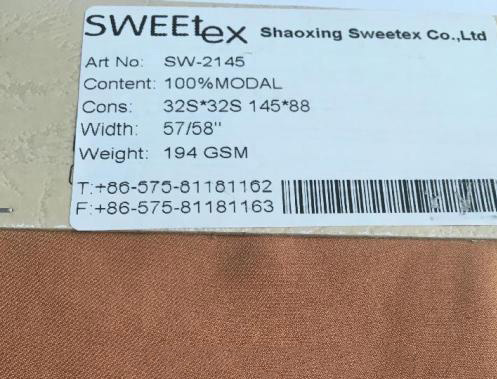 SWEEtex Shaoxing Sweetex Co.,Ltd
Art No: SW-2145
Content: 100%MODAL
Cons: 32S*32S 145*88
Width: 57/58"
Weight: 194 GSM
T:+86-575-81181162
F:+86-575-81181163